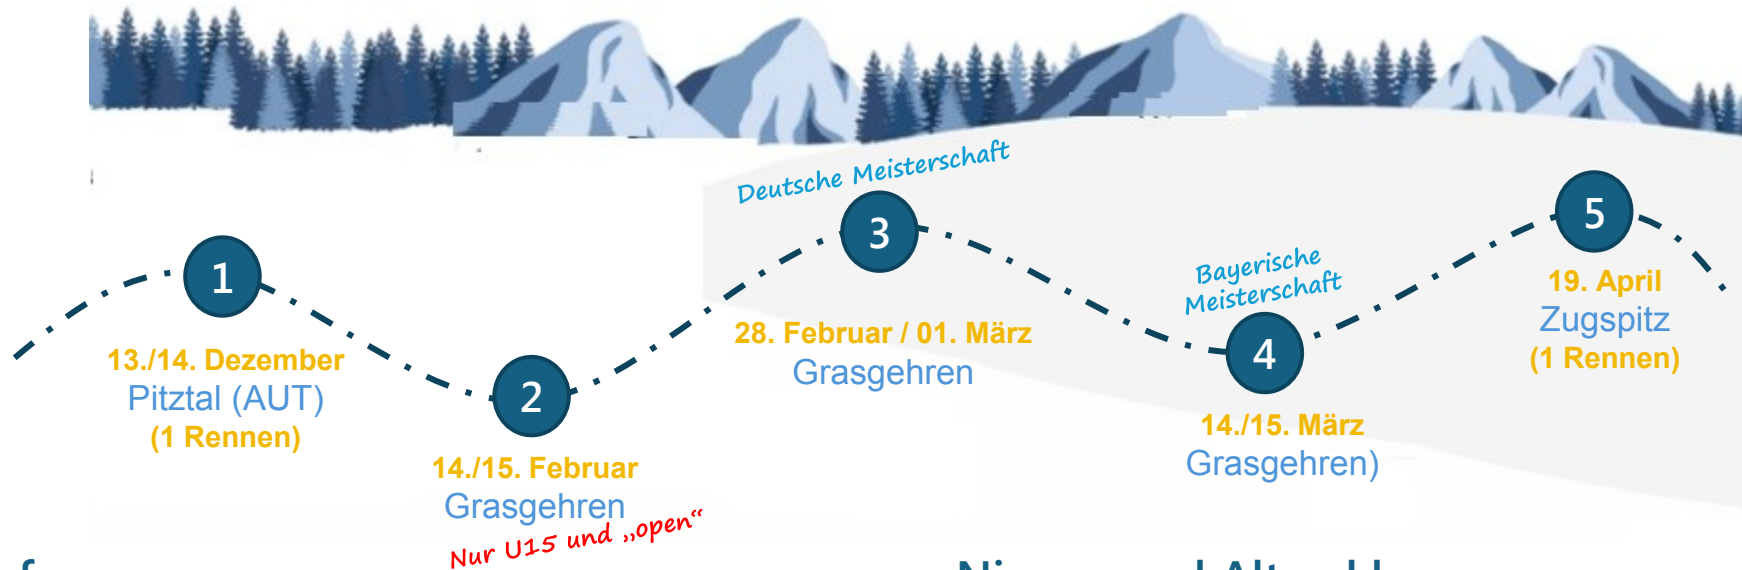 1
13./14. Dezember
Pitztal (AUT)
(1 Rennen)
2
14./15. Februar
Grasgehren
Nur U15 und „open“
Deutsche Meisterschaft
3
28. Februar / 01. März
Grasgehren
Bayerische
Meisterschaft
4
14./15. März
Grasgehren)
5
19. April
Zugspitz
(1 Rennen)